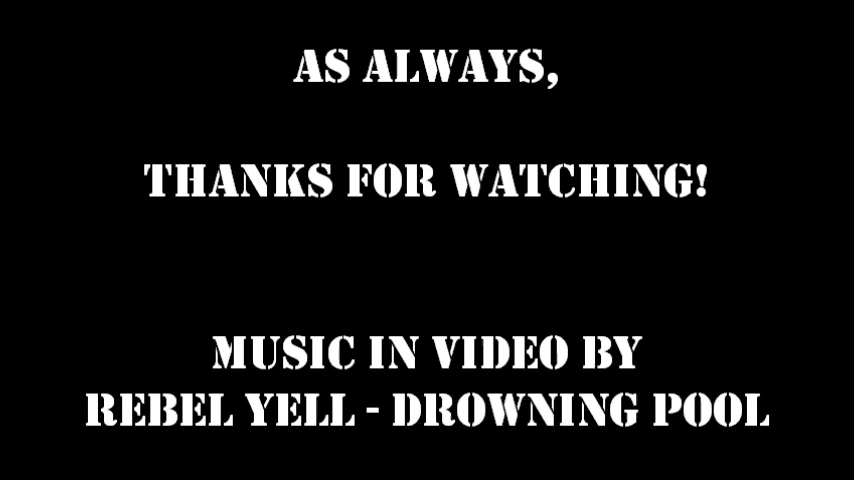 AS ALWAYS,
THANKS FOR WATCHING!
MUSIC IN VIDEO BY
REBEL YELL - DROWNING POOL